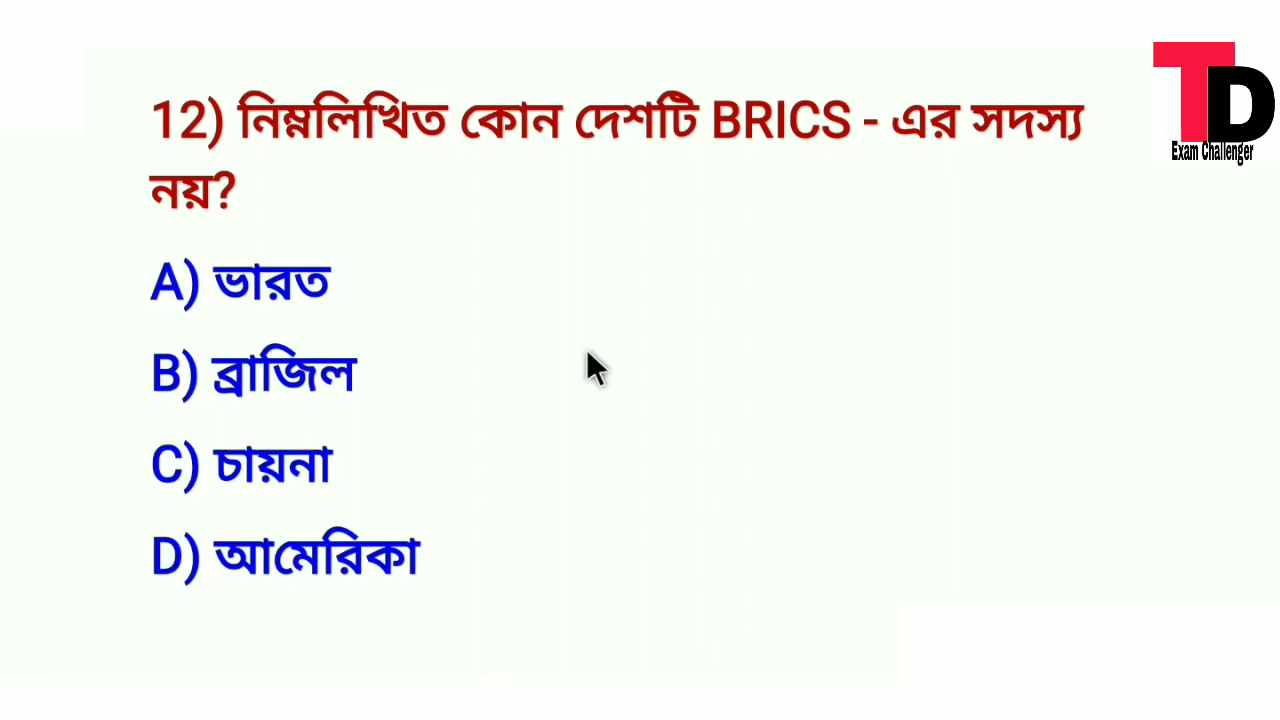 12) নিম্নলিখিত কোন দেশটি BRICS - এর সদস্য
নয়?
A) ভারত
B) ব্রাজিল
C) চায়না
D) আমেরিকা
TD
Exam Challenger